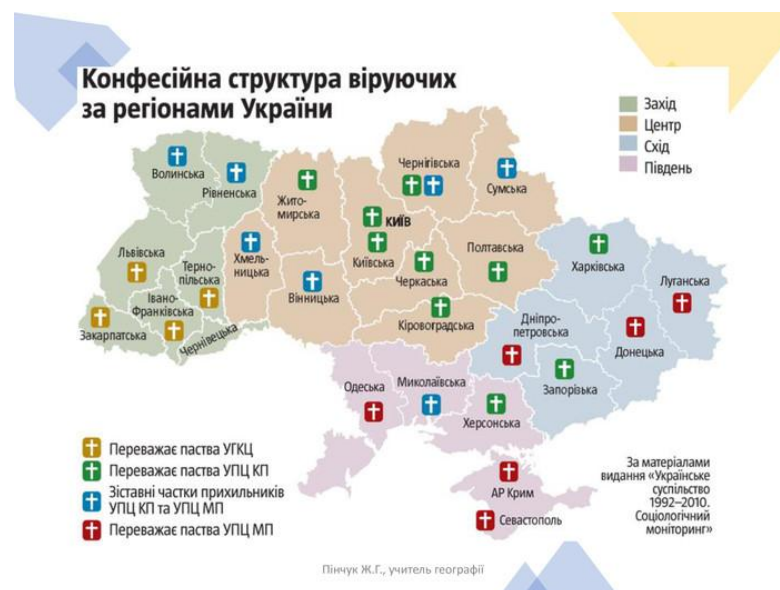 Конфесійна структура віруючих
за регіонами України
Захід
Центр
Схід
Південь
Волинська
Рівненська
Жито-
мирська
Чернігівська
Сумська
КИЇВ
Київська
Львівська
Терно-
пільська
Хмель-
ницька
Вінницька
Черкаська
Полтавська
Харківська
Луганська
Івано-
Франківська
Закарпатська
Чернівецька
Кіровоградська
Дніпро-
петровська
Донецька
Запорізька
Одеська
Миколаївська
Херсонська
АР Крим
Севастополь
Переважає паства УГКЦ
Переважає паства УПЦ КП
Зіставні частки прихильників
УПЦ КП та УПЦ МП
Переважає паства УПЦ МП
За матеріалами
видання «Українське
суспільство
1992–2010.
Соціологічний
моніторинг»
Пінчук Ж.Г., учитель географії